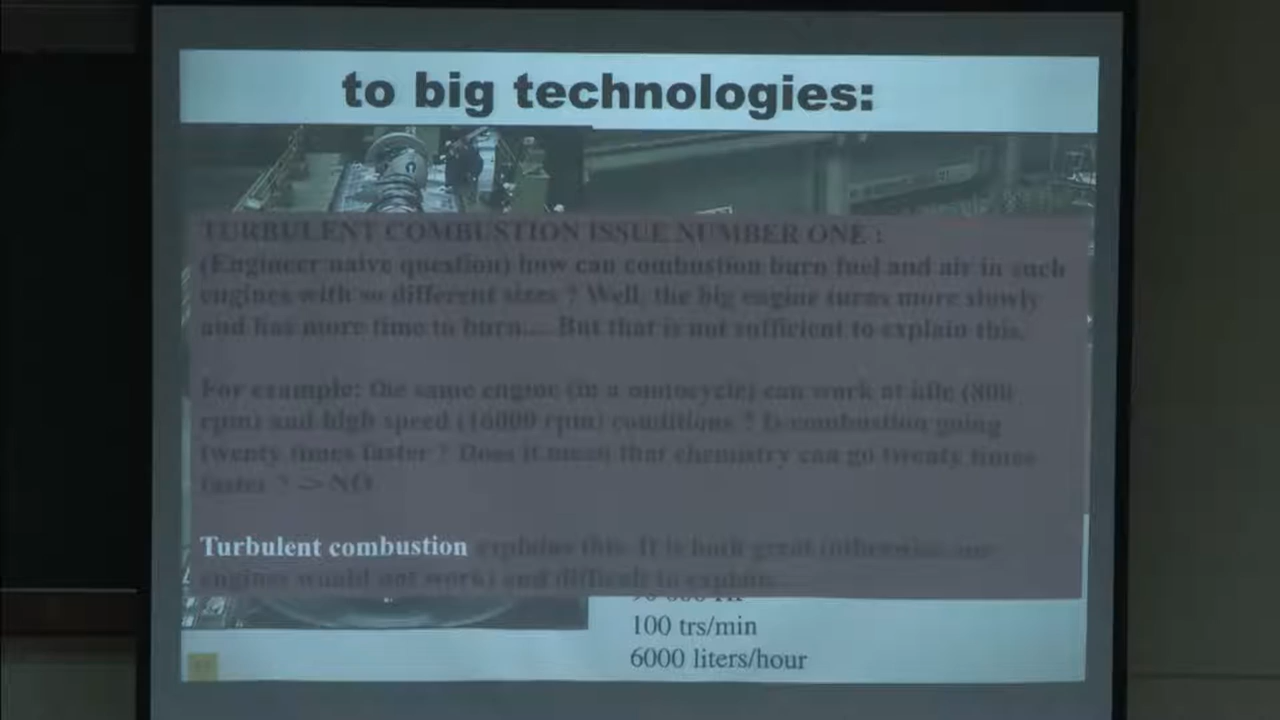 to big technologies:
TURBULENT COMBUSTION ISSUE NUMBER ONE :
(Engineer naive question) how can combustion burn fuel and air in such
engines with so different sizes ? Well, the big engine turns more slowly
and has more time to burn.... But that is not sufficient to explain this.
For example: the same engine (in a motocycle) can work at idle (800
rpm) and high speed (16000 rpm) conditions ? Is combustion going
twenty times faster ? Does it mean that chemistry can go twenty times
faster ? => NO
Turbulent combustion explains this. It is both great (otherwise our
engines would not work) and difficult to explain....
100 trs/min
6000 liters/hour